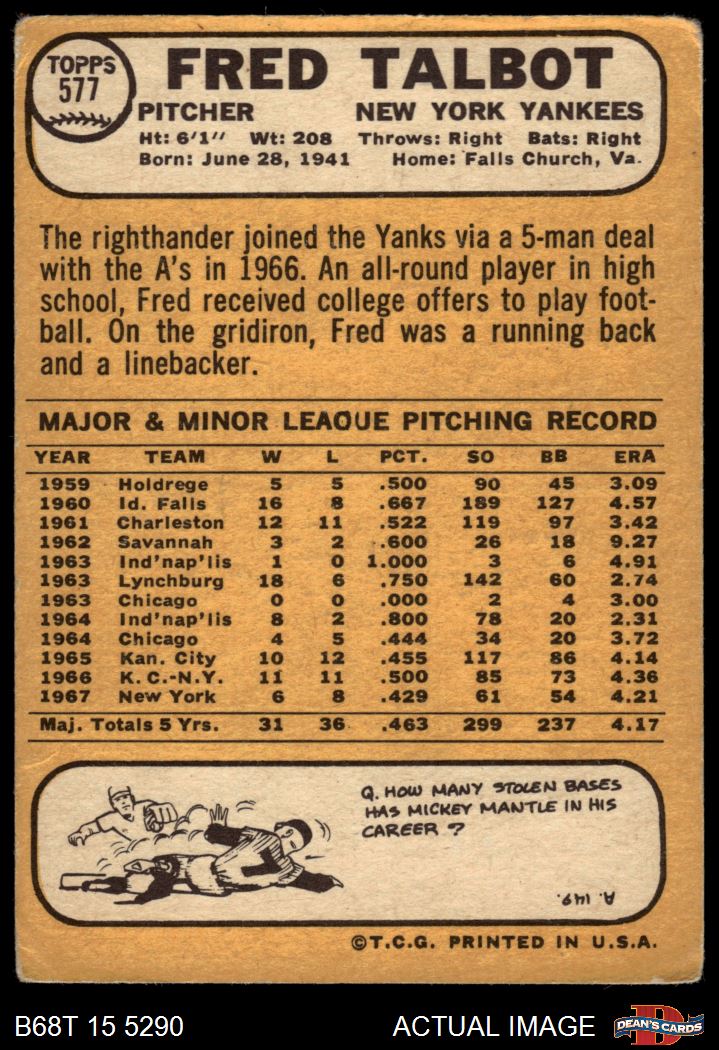 TOPPS
577
FRED TALBOT
PITCHER NEW YORK YANKEES
Ht: 6'1" Wt: 208 Throws: Right Bats: Right
Born: June 28, 1941 Home: Falls Church, Va.
The righthander joined the Yanks via a 5-man deal
with the A's in 1966. An all-round player in high
school, Fred received college offers to play foot-
ball. On the gridiron, Fred was a running back
and a linebacker.
MAJOR & MINOR LEAGUE PITCHING RECORD
YEAR TEAM W L PCT. SO BB ERA
1959 Holdrege 5 5 .500 90 45 3.09
1960 Id. Falls 16 8 .667 189 127 4.57
1961 Charleston 12 11 .522 119 97 3.42
1962 Savannah 3 2 .600 26 18 9.27
1963 Ind'nap'lis 1 0 1.000 3 6 4.91
1963 Lynchburg 18 6 .750 142 60 2.74
1963 Chicago 0 0 .000 2 4 3.00
1964 Ind'nap'lis 8 2 .800 78 20 2.31
1964 Chicago 4 5 .444 34 20 3.72
1965 Kan. City 10 12 .455 117 86 4.14
1966 K.C.-N.Y. 11 11 .500 85 73 4.36
1967 New York 6 8 .429 61 54 4.21
Maj. Totals 5 Yrs. 31 36 .463 299 237 4.17
Q. HOW MANY STOLEN BASES
HAS MICKEY MANTLE IN HIS
CAREER ?
A. 149.
©T.C.G. PRINTED IN U.S.A.
B68T 15 5290 ACTUAL IMAGE D DEAN'S CARDS